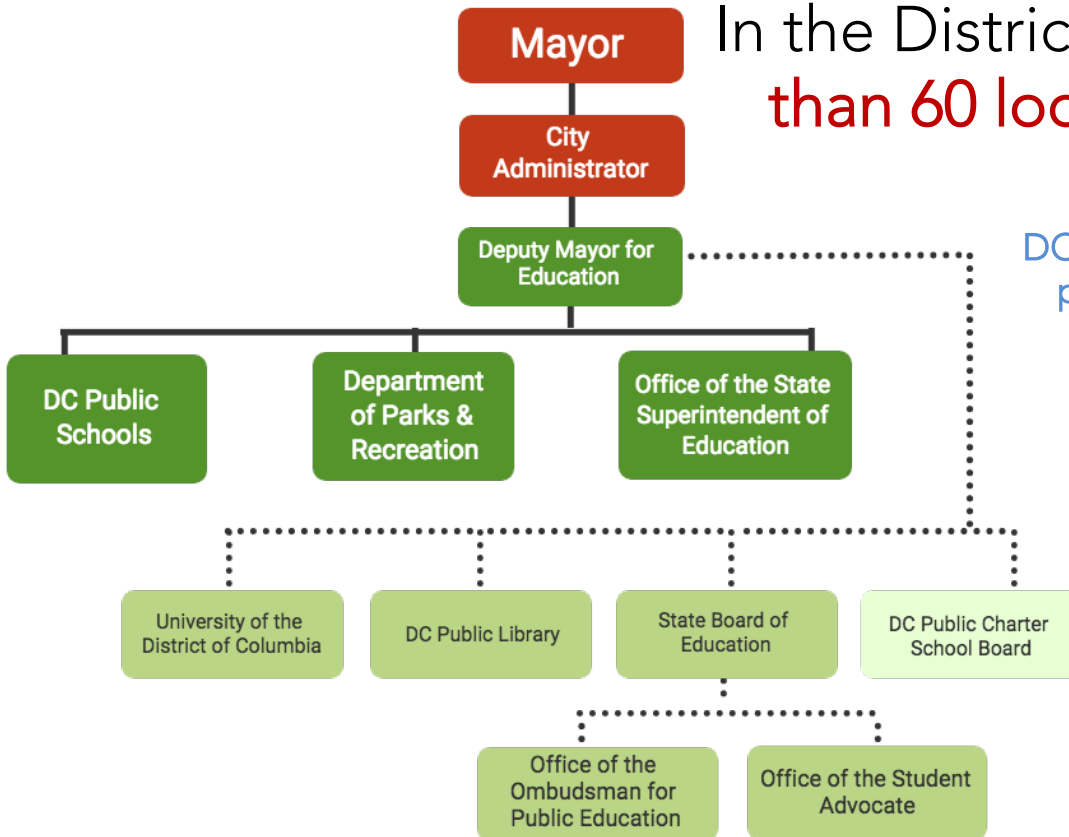 Mayor
In the Distric
than 60 loc
City
Administrator
Deputy Mayor for
Education
DC
p
DC Public
Schools
Department
of Parks &
Recreation
Office of the State
Superintendent of
Education
University of the
District of Columbia
DC Public Library
State Board of
Education
DC Public Charter
School Board
Office of the
Ombudsman for
Public Education
Office of the Student
Advocate